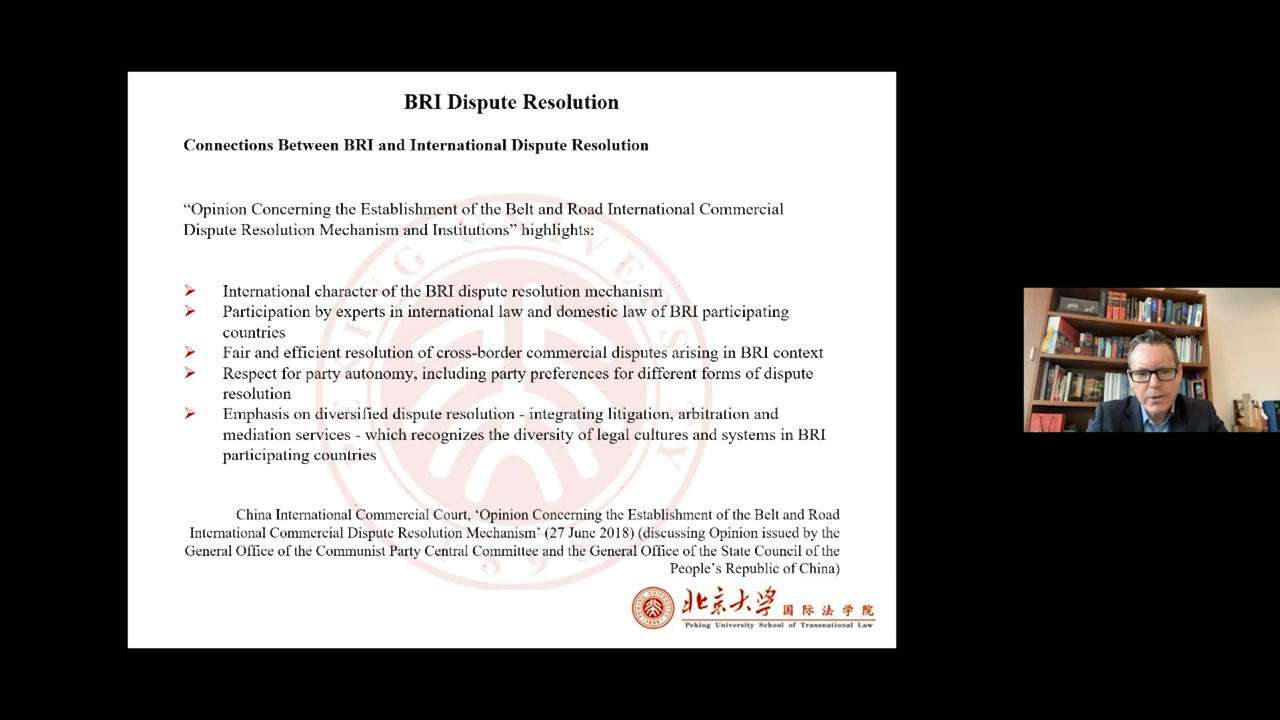 BRI Dispute Resolution
Connections Between BRI and International Dispute Resolution
“Opinion Concerning the Establishment of the Belt and Road International Commercial
Dispute Resolution Mechanism and Institutions” highlights:
International character of the BRI dispute resolution mechanism
Participation by experts in international law and domestic law of BRI participating
countries
Fair and efficient resolution of cross-border commercial disputes arising in BRI context
Respect for party autonomy, including party preferences for different forms of dispute
resolution
Emphasis on diversified dispute resolution - integrating litigation, arbitration and
mediation services - which recognizes the diversity of legal cultures and systems in BRI
participating countries
China International Commercial Court, ‘Opinion Concerning the Establishment of the Belt and Road
International Commercial Dispute Resolution Mechanism’ (27 June 2018) (discussing Opinion issued by the
General Office of the Communist Party Central Committee and the General Office of the State Council of the
People’s Republic of China)
北京大学 国际法学院
Peking University School of Transnational Law